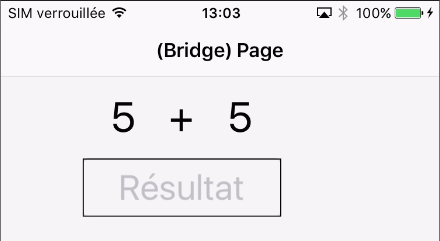 SIM verrouillée 13:03 100%
(Bridge) Page
5 + 5
Résultat